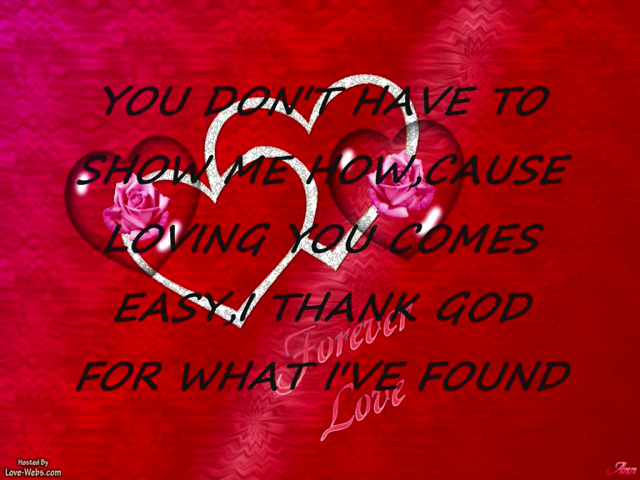 YOU DON'T HAVE TO
SHOW ME HOW,CAUSE
LOVING YOU COMES
EASY,I THANK GOD
FOR WHAT I'VE FOUND
Forever
Love
Hosted By
Love-Webs.com
Ann